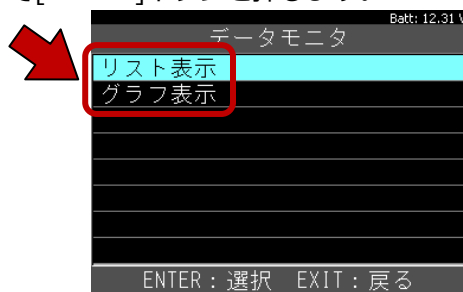 Batt: 12.31 V
データモニタ
リスト表示
グラフ表示
ENTER：選択 EXIT：戻る